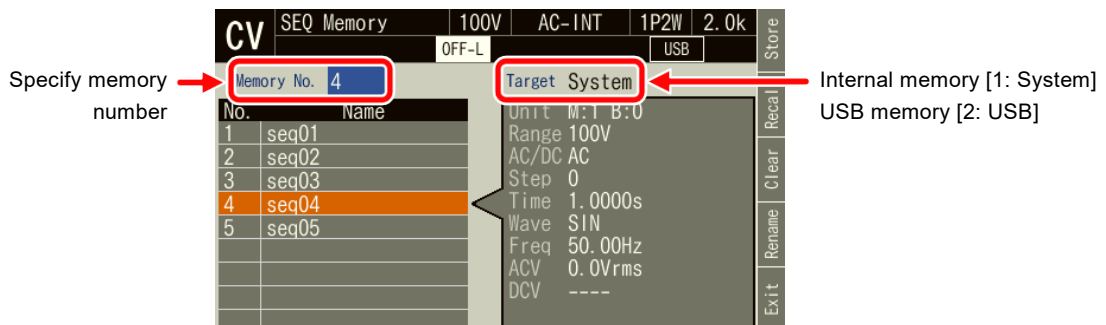 CV SEQ Memory 100V AC-INT 1P2W 2.0k
OFF-L USB
Specify memory
number
Memory No. 4
Target System
Internal memory [1: System]
USB memory [2: USB]
No. Name
1 seq01
2 seq02
3 seq03
4 seq04
5 seq05
Unit M:1 B:0
Range 100V
AC/DC AC
Step 0
Time 1.0000s
Wave SIN
Freq 50.00Hz
ACV 0.0Vrms
DCV ----
Store
Recal
Clear
Rename
Exit